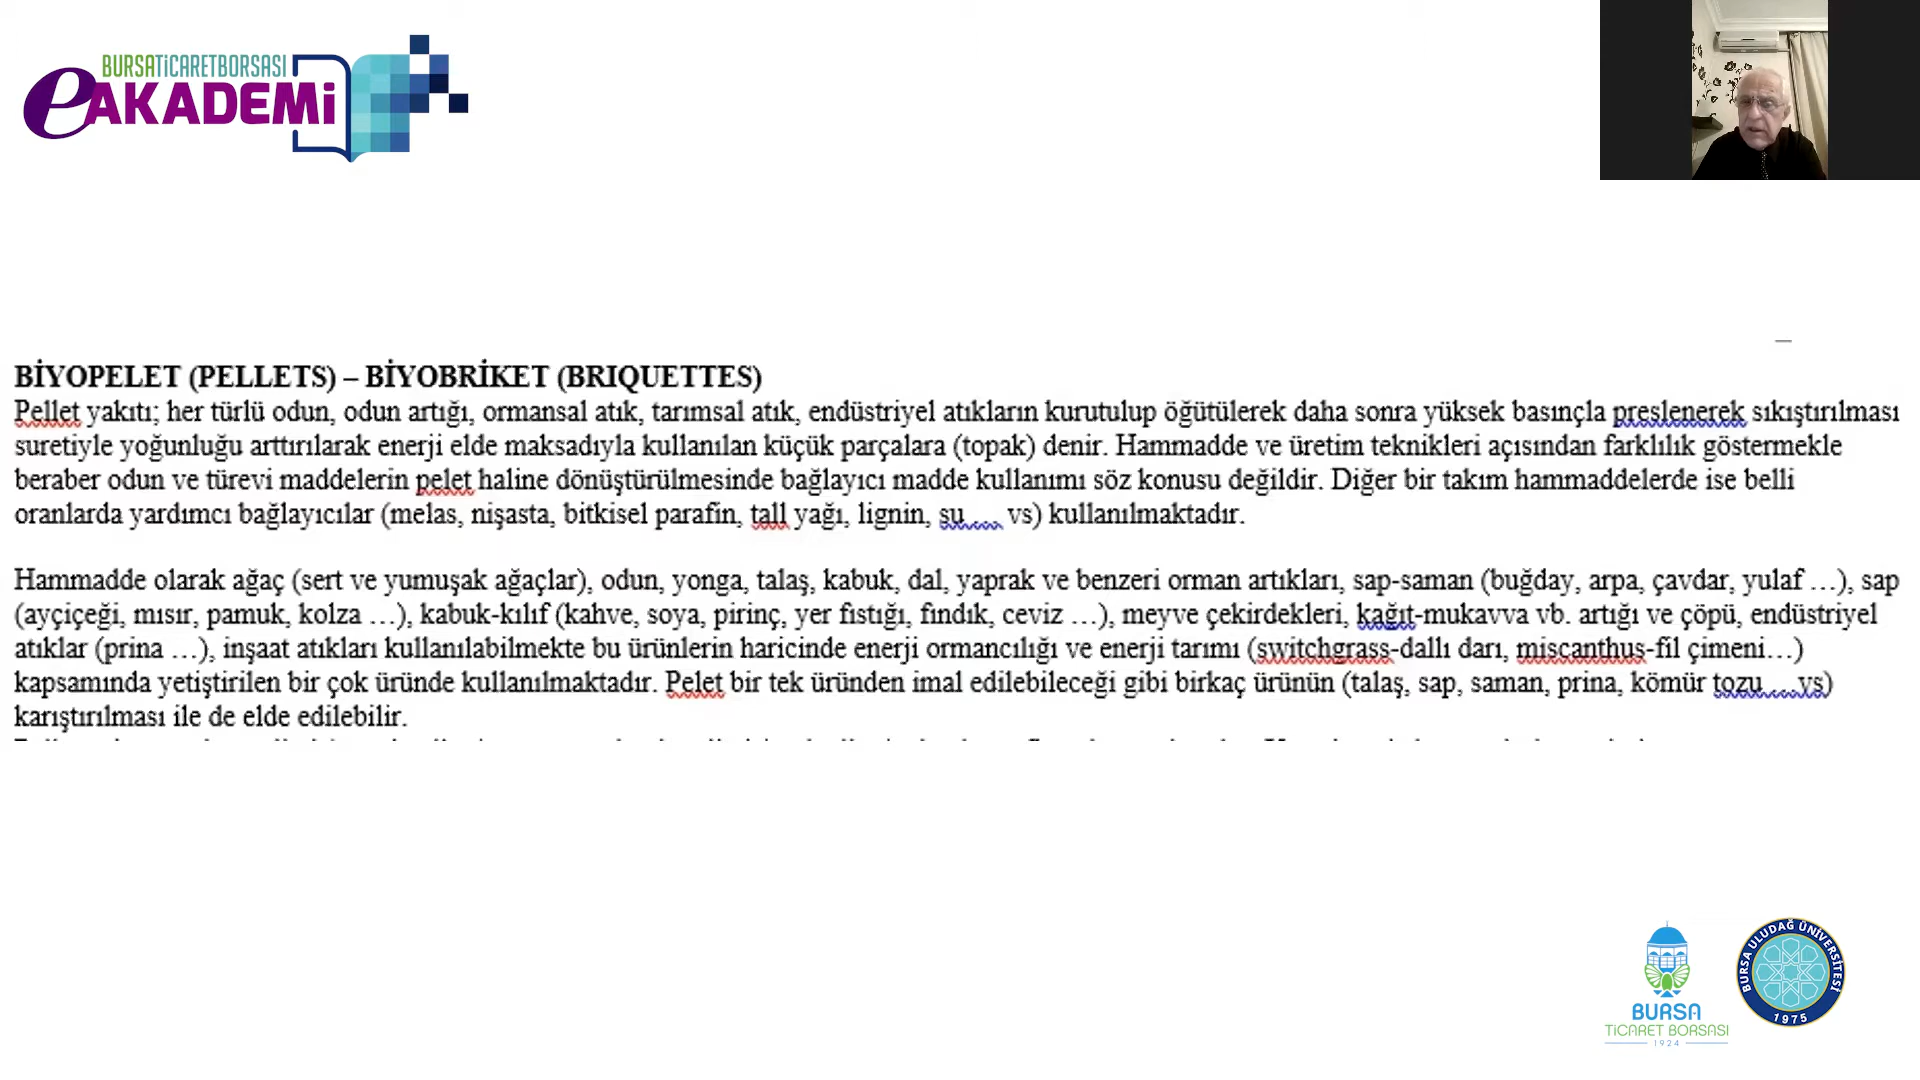 BURSATİCARETBORSASI
eAKADEMİ
BİYOPELET (PELLETS) – BİYOBRİKET (BRIQUETTES)
Pellet yakıtı; her türlü odun, odun artığı, ormansal atık, tarımsal atık, endüstriyel atıkların kurutulup öğütülerek daha sonra yüksek basınçla preslenerek sıkıştırılması
suretiyle yoğunluğu arttırılarak enerji elde maksadıyla kullanılan küçük parçalara (topak) denir. Hammadde ve üretim teknikleri açısından farklılık göstermekle
beraber odun ve türevi maddelerin pelet haline dönüştürülmesinde bağlayıcı madde kullanımı söz konusu değildir. Diğer bir takım hammaddelerde ise belli
oranlarda yardımcı bağlayıcılar (melas, nişasta, bitkisel parafin, tall yağı, lignin, su … vs) kullanılmaktadır.
Hammadde olarak ağaç (sert ve yumuşak ağaçlar), odun, yonga, talaş, kabuk, dal, yaprak ve benzeri orman artıkları, sap-saman (buğday, arpa, çavdar, yulaf …), sap
(ayçiçeği, mısır, pamuk, kolza …), kabuk-kılıf (kahve, soya, pirinç, yer fıstığı, fındık, ceviz …), meyve çekirdekleri, kağıt-mukavva vb. artığı ve çöpü, endüstriyel
atıklar (prina …), inşaat atıkları kullanılabilmekte bu ürünlerin haricinde enerji ormancılığı ve enerji tarımı (switchgrass-dallı darı, miscanthus-fil çimeni…)
kapsamında yetiştirilen bir çok üründe kullanılmaktadır. Pelet bir tek üründen imal edilebileceği gibi birkaç ürünün (talaş, sap, saman, prina, kömür tozu …vs)
karıştırılması ile de elde edilebilir.
BURSA
TİCARET BORSASI
1924
BURSA ULUDAĞ ÜNİVERSİTESİ
1975